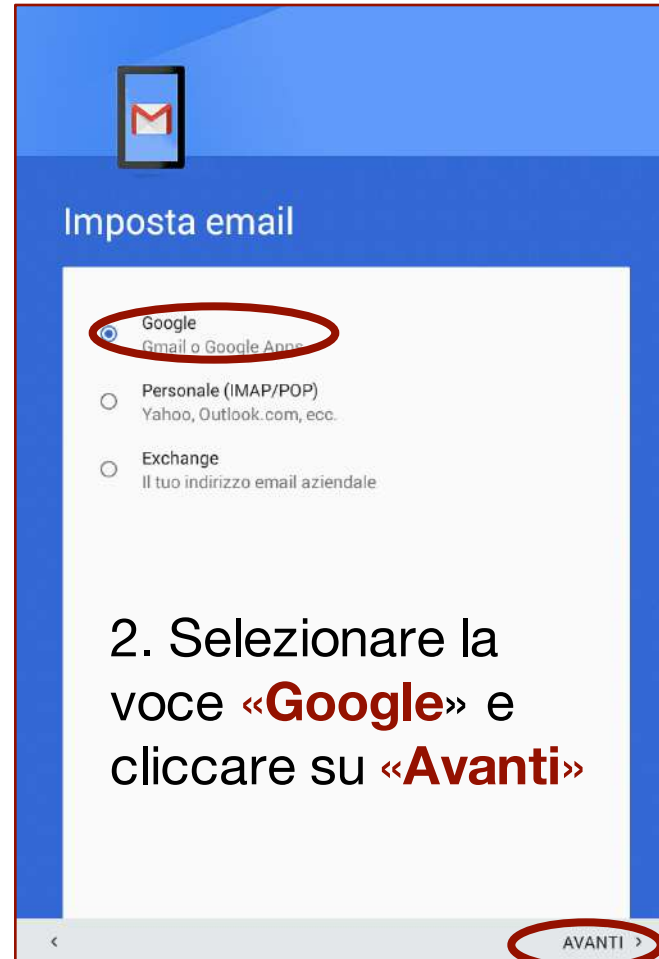 Imposta email
Google
Gmail o Google Apps
Personale (IMAP/POP)
Yahoo, Outlook.com, ecc.
Exchange
Il tuo indirizzo email aziendale
2. Selezionare la
voce «Google» e
cliccare su «Avanti»
‹ AVANTI ›